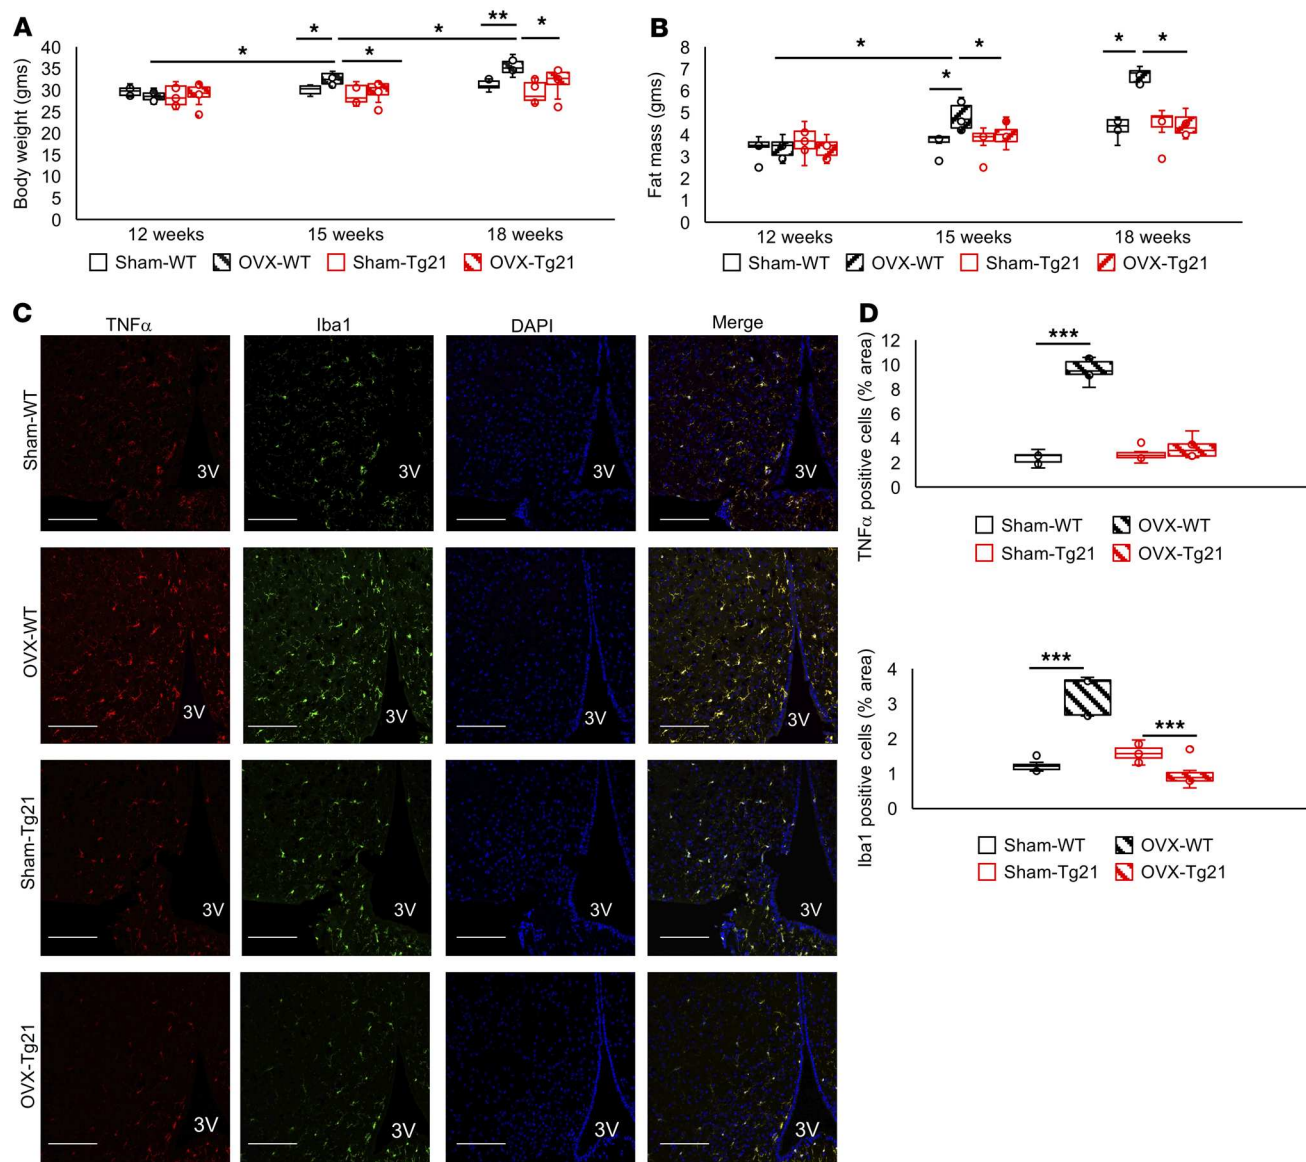 A
Body weight (gms)
40
35
30
25
20
15
10
5
0
*
*
*
*
**
*
12 weeks
15 weeks
18 weeks
Sham-WT
OVX-WT
Sham-Tg21
OVX-Tg21
B
Fat mass (gms)
8
7
6
5
4
3
2
1
0
*
*
*
*
*
12 weeks
15 weeks
18 weeks
Sham-WT
OVX-WT
Sham-Tg21
OVX-Tg21
C
TNFα
Iba1
DAPI
Merge
Sham-WT
3V
3V
3V
3V
OVX-WT
3V
3V
3V
3V
Sham-Tg21
3V
3V
3V
3V
OVX-Tg21
3V
3V
3V
3V
D
TNFα positive cells (% area)
12
10
8
6
4
2
0
***
Sham-WT
OVX-WT
Sham-Tg21
OVX-Tg21
Iba1 positive cells (% area)
4
3
2
1
0
***
***
Sham-WT
OVX-WT
Sham-Tg21
OVX-Tg21